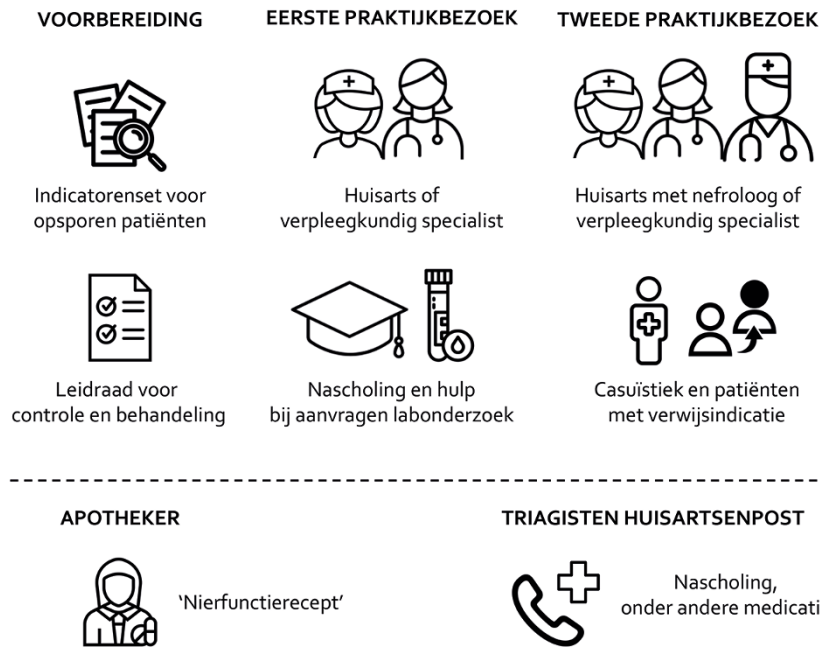 VOORBEREIDING
Indicatorenset voor
opsporen patiënten
Leidraad voor
controle en behandeling
EERSTE PRAKTIJKBEZOEK
Huisarts of
verpleegkundig specialist
Nascholing en hulp
bij aanvragen labonderzoek
TWEEDE PRAKTIJKBEZOEK
Huisarts met nefroloog of
verpleegkundig specialist
Casuïstiek en patiënten
met verwijsindicatie
APOTHEKER
‘Nierfunctierecept’
TRIAGISTEN HUISARTSENPOST
Nascholing,
onder andere medicati